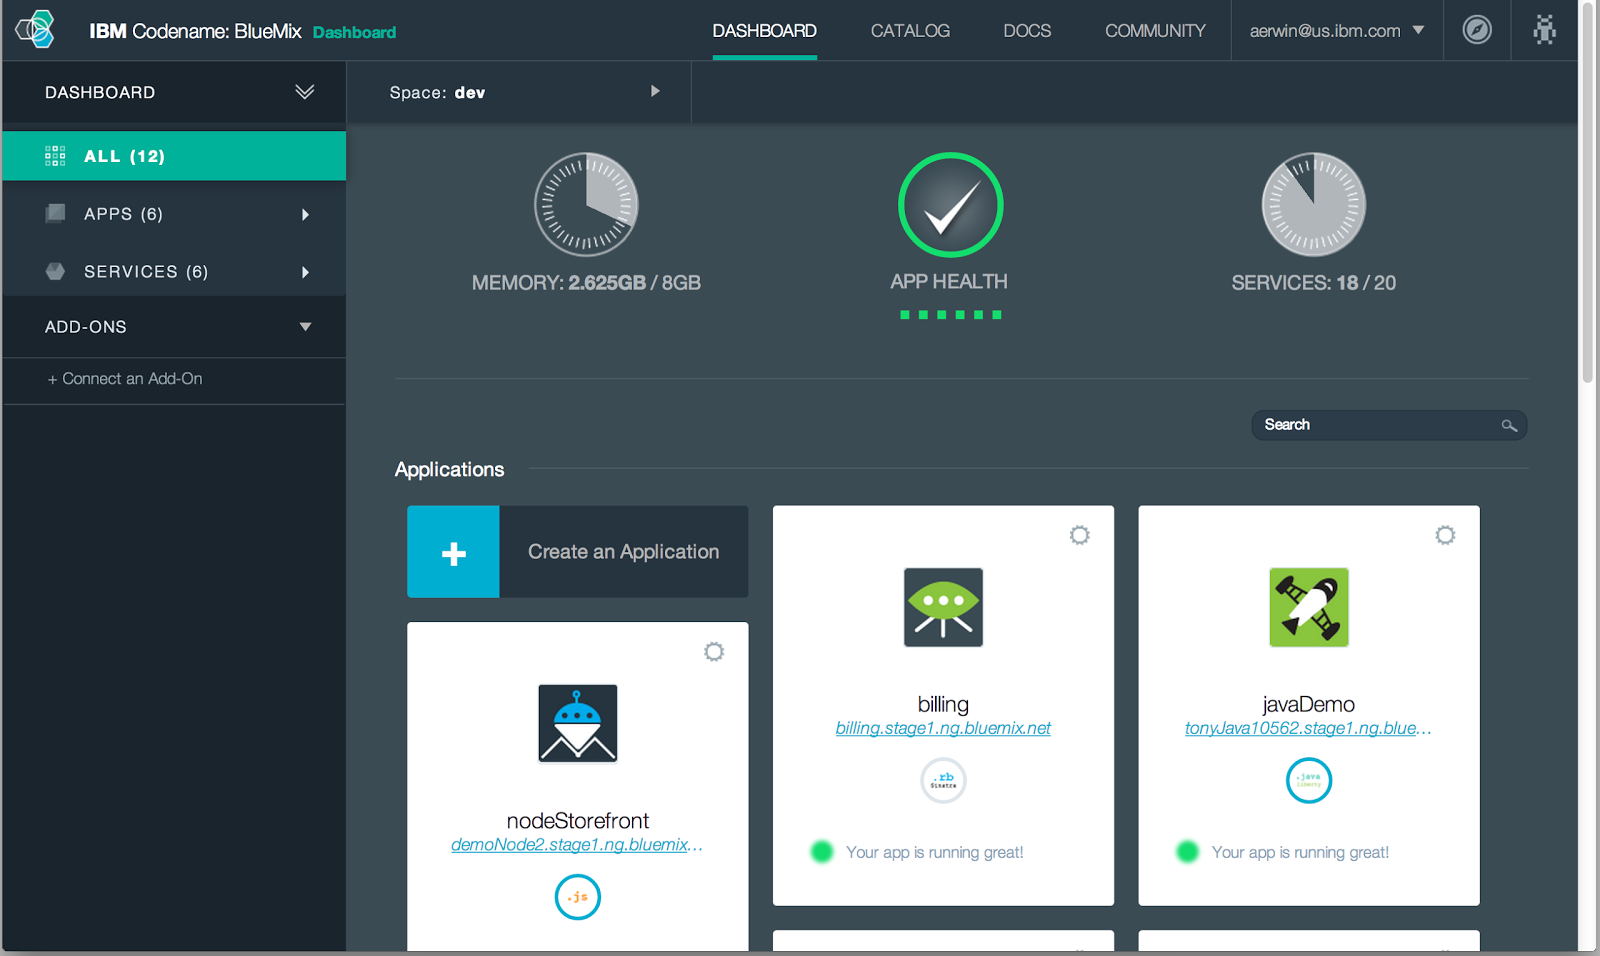 IBM Codename: BlueMix Dashboard
DASHBOARD
CATALOG
DOCS
COMMUNITY
aerwin@us.ibm.com
DASHBOARD
Space: dev
ALL (12)
APPS (6)
SERVICES (6)
ADD-ONS
+ Connect an Add-On
MEMORY: 2.625GB / 8GB
APP HEALTH
SERVICES: 18 / 20
Search
Applications
Create an Application
nodeStorefront
demoNode2.stage1.ng.bluemix...
.js
billing
billing.stage1.ng.bluemix.net
.rb
Sinatra
Your app is running great!
javaDemo
tonyJava10562.stage1.ng.blue...
.java
liberty
Your app is running great!